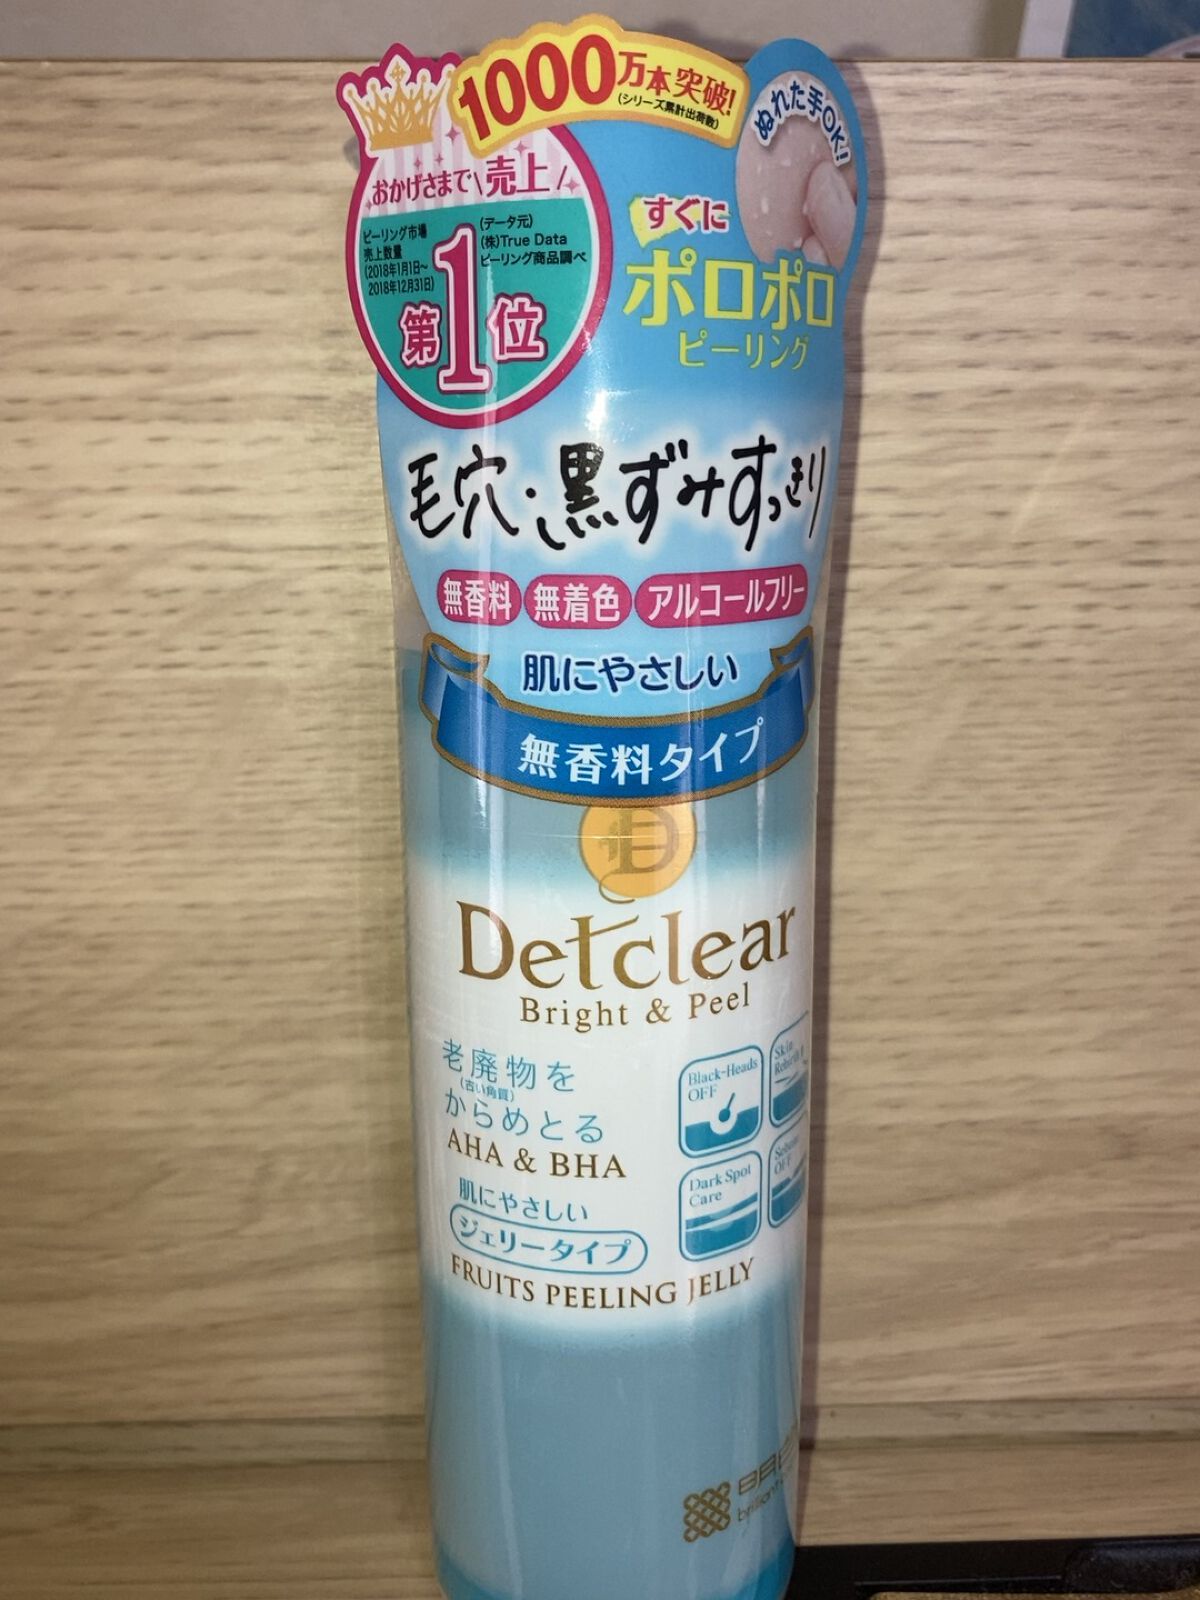 1000万本突破!
(シリーズ累計出荷数)
ぬれた手OK!
おかげさまで\売上/
ピーリング市場
売上数量
(2018年1月1日~
2018年12月31日)
(データ元)
(株)True Data
ピーリング商品調べ
第1位
すぐに
ポロポロ
ピーリング
毛穴・黒ずみすっきり
無香料
無着色
アルコールフリー
肌にやさしい
無香料タイプ
D
Detclear
Bright & Peel
老廃物を
(古い角質)
からめとる
AHA & BHA
肌にやさしい
ジェリータイプ
FRUITS PEELING JELLY
Black-Heads
OFF
Skin
Dark Spot
Care
OFF